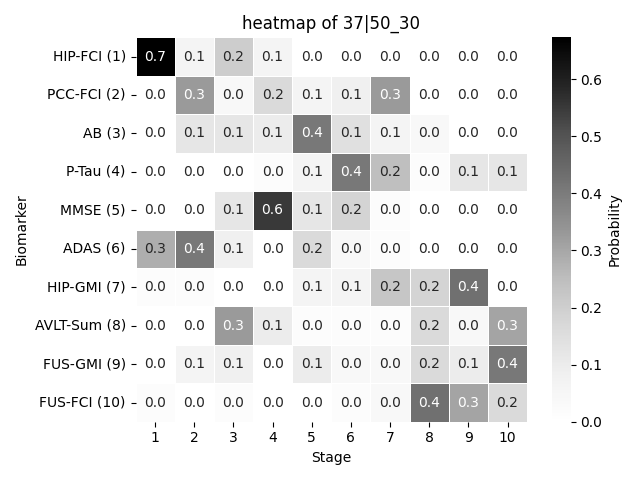 heatmap of 37|50_30
HIP-FCI (1) 0.7 0.1 0.2 0.1 0.0 0.0 0.0 0.0 0.0 0.0
PCC-FCI (2) 0.0 0.3 0.0 0.2 0.1 0.1 0.3 0.0 0.0 0.0
AB (3) 0.0 0.1 0.1 0.1 0.4 0.1 0.1 0.0 0.0 0.0
P-Tau (4) 0.0 0.0 0.0 0.0 0.1 0.4 0.2 0.0 0.1 0.1
MMSE (5) 0.0 0.0 0.1 0.6 0.1 0.2 0.0 0.0 0.0 0.0
ADAS (6) 0.3 0.4 0.1 0.0 0.2 0.0 0.0 0.0 0.0 0.0
HIP-GMI (7) 0.0 0.0 0.0 0.0 0.1 0.1 0.2 0.2 0.4 0.0
AVLT-Sum (8) 0.0 0.0 0.3 0.1 0.0 0.0 0.0 0.2 0.0 0.3
FUS-GMI (9) 0.0 0.1 0.1 0.0 0.1 0.0 0.0 0.2 0.1 0.4
FUS-FCI (10) 0.0 0.0 0.0 0.0 0.0 0.0 0.0 0.4 0.3 0.2
1 2 3 4 5 6 7 8 9 10
Stage
Biomarker
0.6
0.5
0.4
0.3
0.2
0.1
0.0
Probability